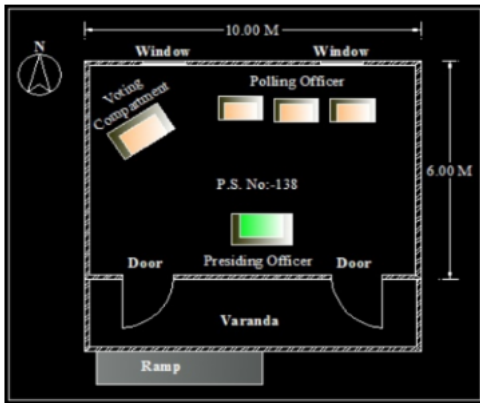 10.00 M
N
Window
Window
Polling Officer
Voting
Compartment
6.00 M
P.S. No:-138
Presiding Officer
Door
Door
Varanda
Ramp